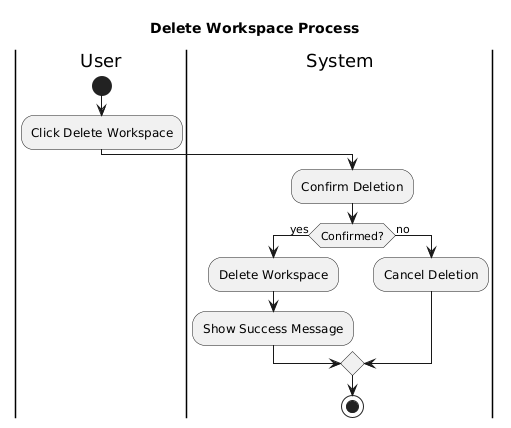 Delete Workspace Process
User
System
Click Delete Workspace
Confirm Deletion
yes
Confirmed?
no
Delete Workspace
Cancel Deletion
Show Success Message